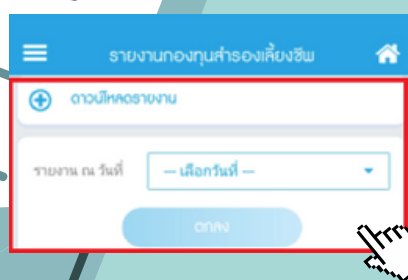 รายงานกองทุนสำรองเลี้ยงชีพ
ดาวน์โหลดรายงาน
รายงาน ณ วันที่
--- เลือกวันที่ ---
ตกลง